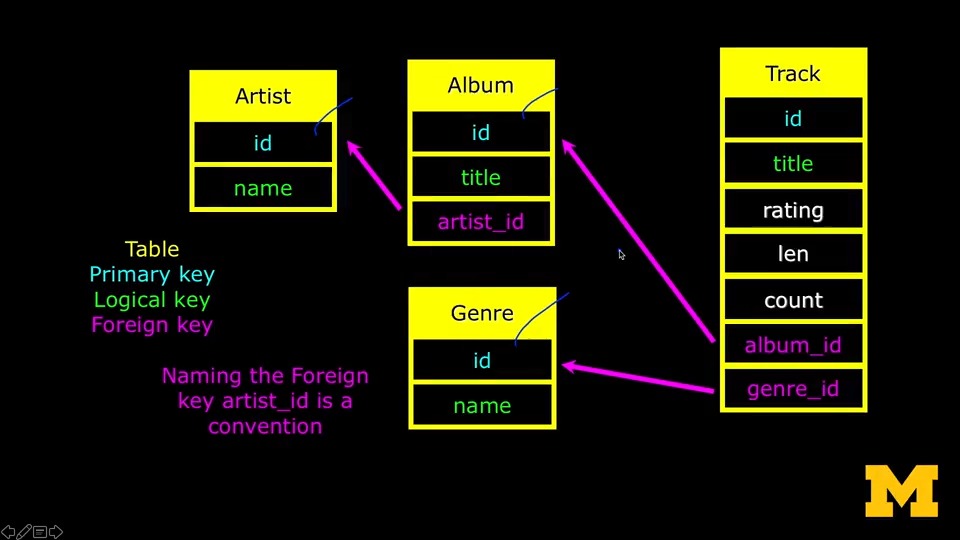 Artist
id
name
Album
id
title
artist_id
Track
id
title
rating
len
count
album_id
genre_id
Genre
id
name
Table
Primary key
Logical key
Foreign key
Naming the Foreign
key artist_id is a
convention
M